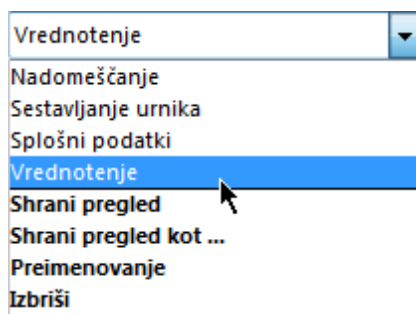 Vrednotenje
Nadomeščanje
Sestavljanje urnika
Splošni podatki
Vrednotenje
Shrani pregled
Shrani pregled kot ...
Preimenovanje
Izbriši